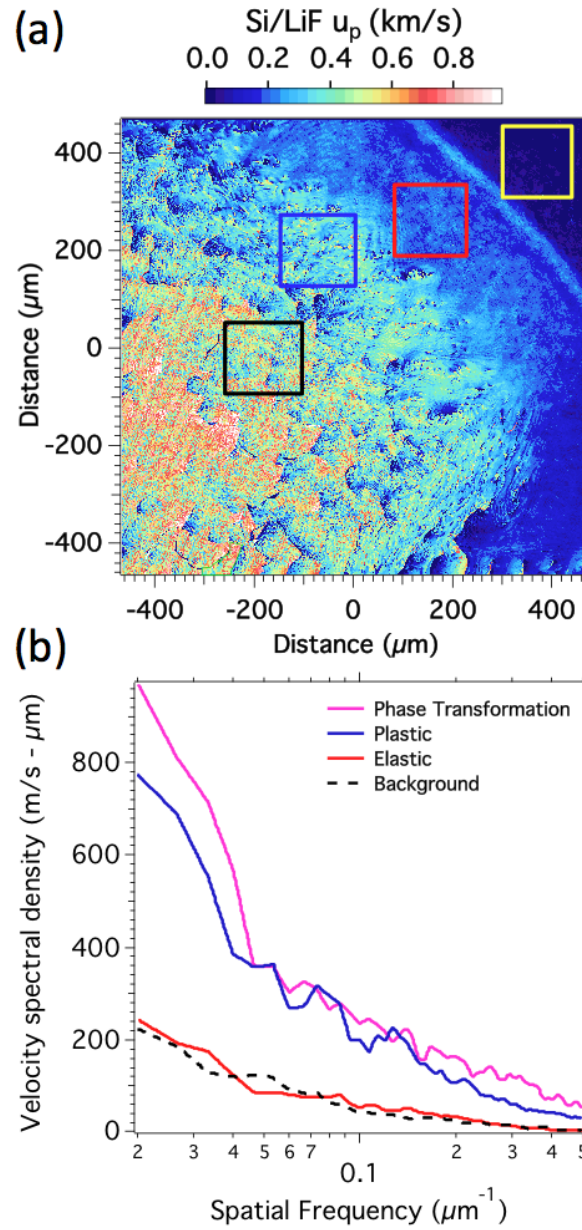 (a)
Si/LiF u_p (km/s)
0.0 0.2 0.4 0.6 0.8
Distance (μm)
400
200
0
-200
-400
-400 -200 0 200 400
Distance (μm)
(b)
Velocity spectral density (m/s - μm)
800
600
400
200
0
Phase Transformation
Plastic
Elastic
Background
2 3 4 5 6 7 0.1 2 3 4 5
Spatial Frequency (μm⁻¹)